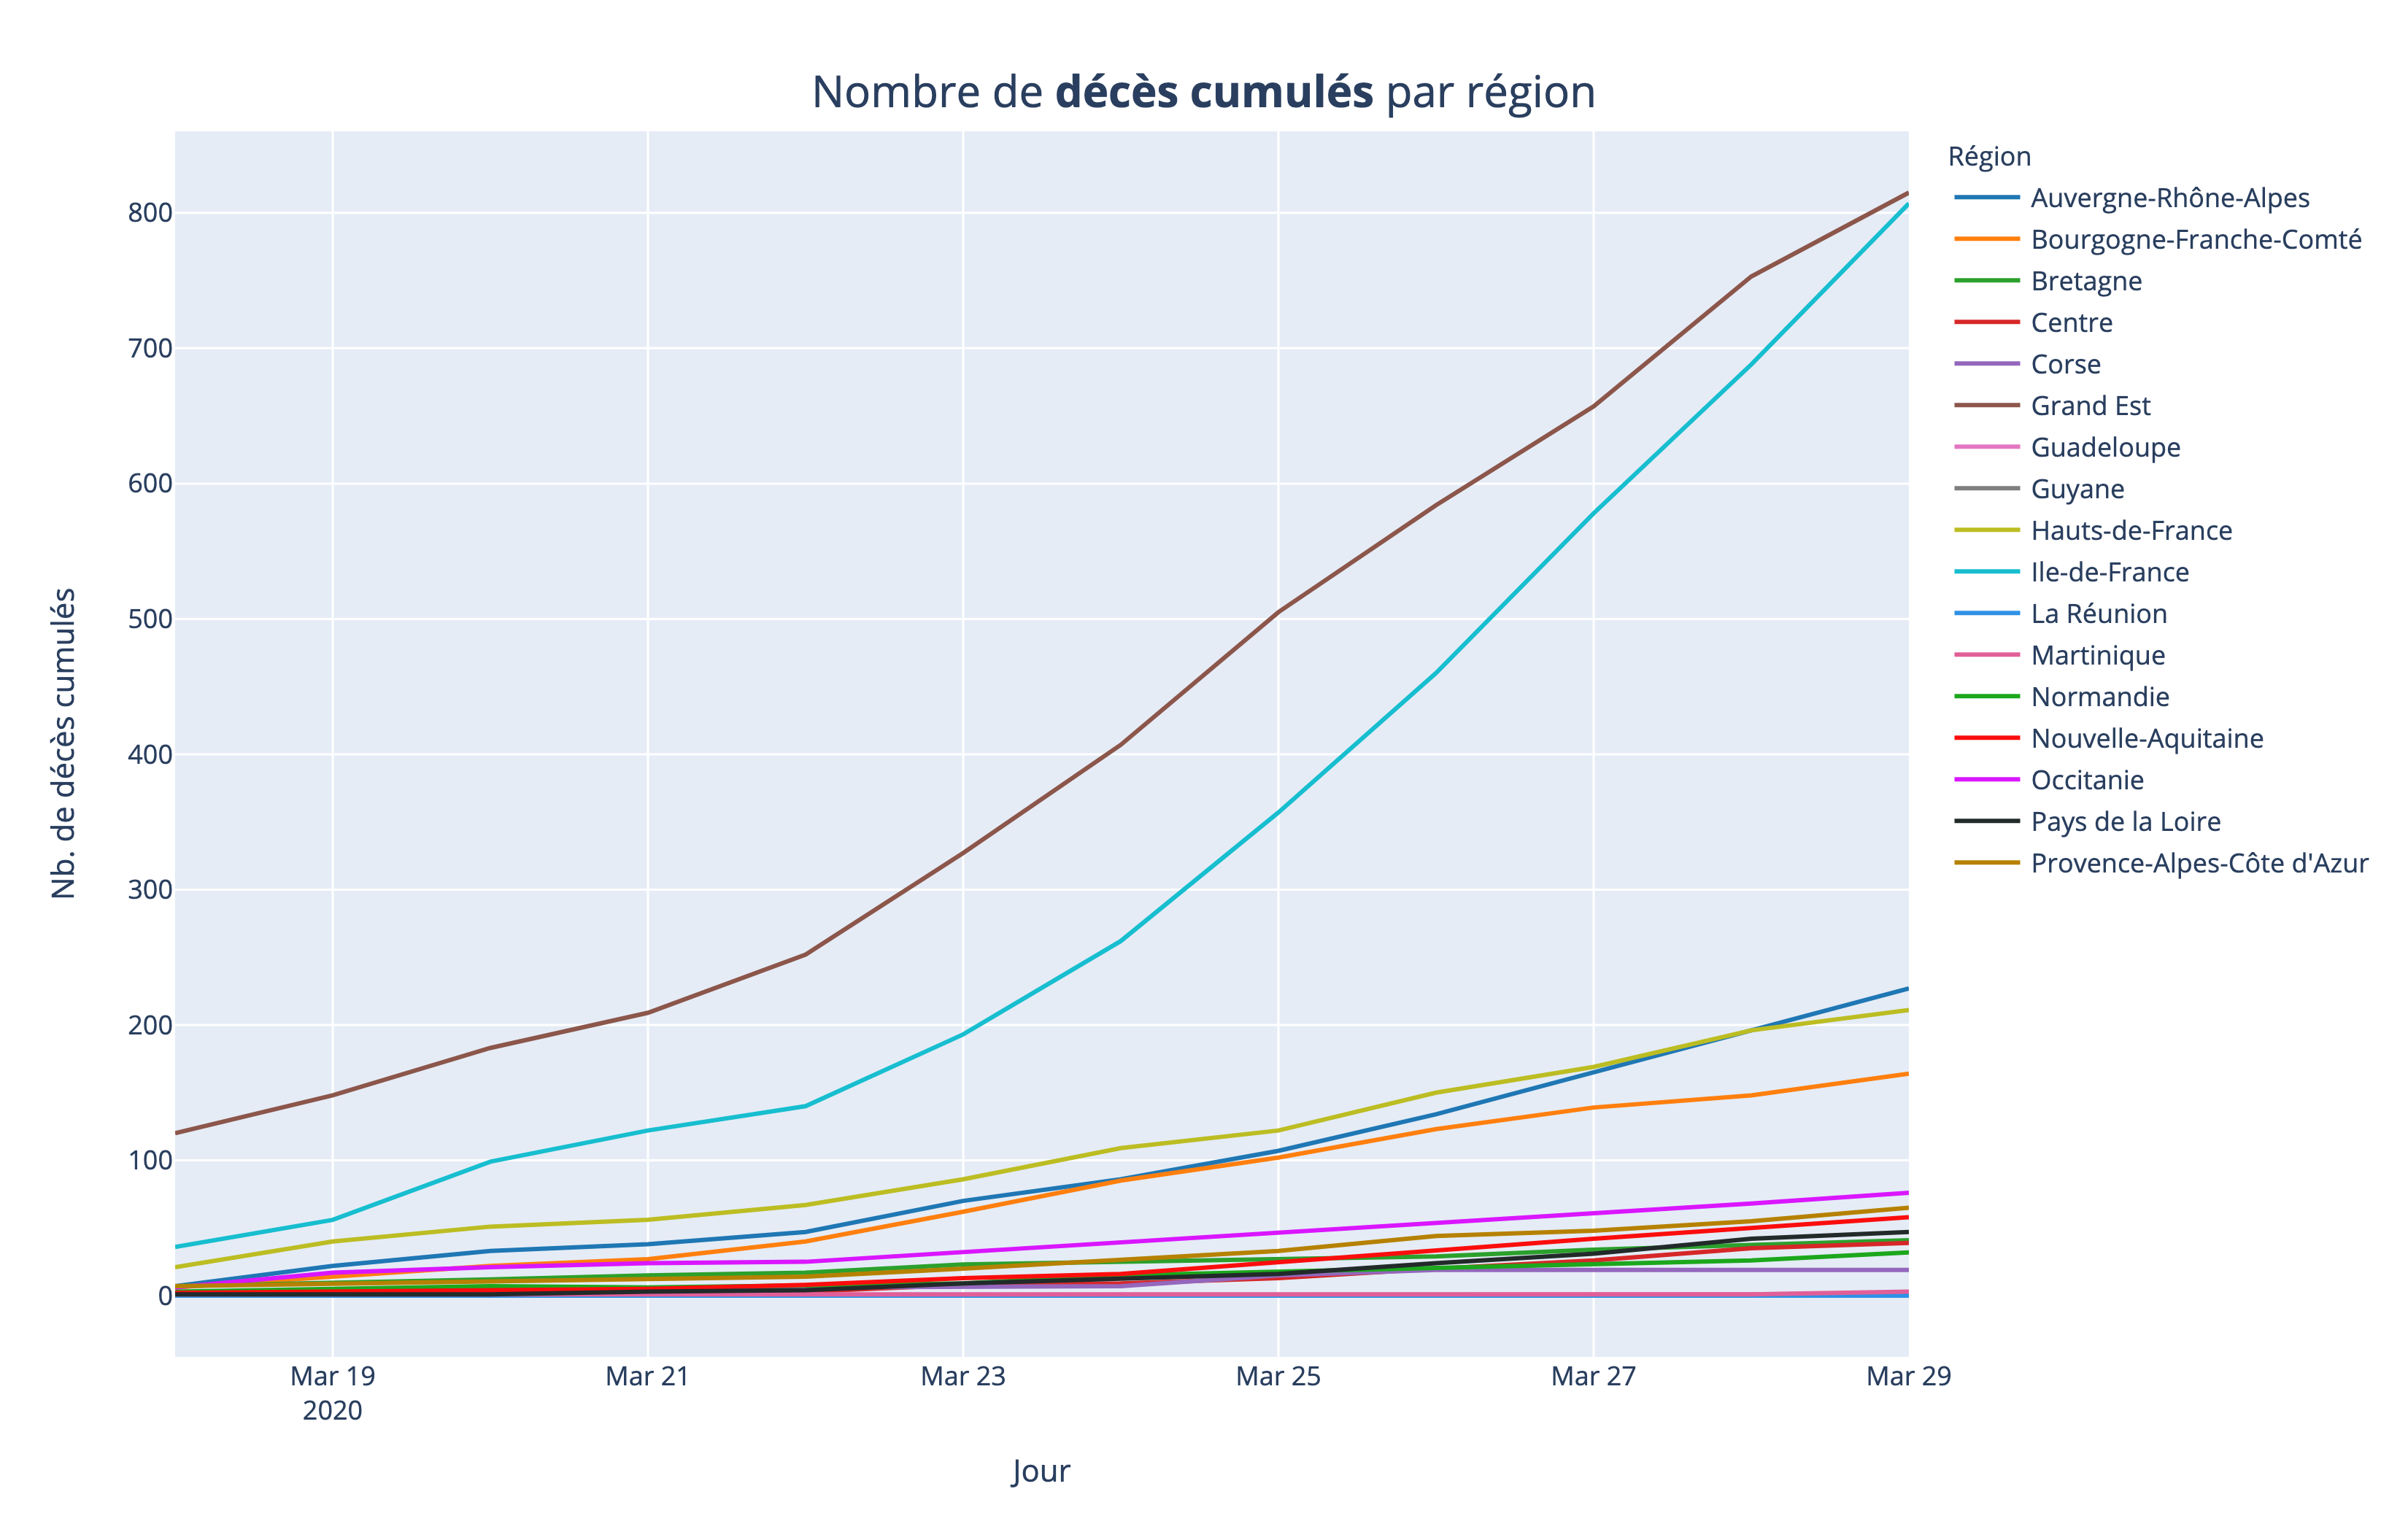 Nombre de décès cumulés par région
Région
Auvergne-Rhône-Alpes
Bourgogne-Franche-Comté
Bretagne
Centre
Corse
Grand Est
Guadeloupe
Guyane
Hauts-de-France
Ile-de-France
La Réunion
Martinique
Normandie
Nouvelle-Aquitaine
Occitanie
Pays de la Loire
Provence-Alpes-Côte d'Azur
Nb. de décès cumulés
800
700
600
500
400
300
200
100
0
Mar 19 Mar 21 Mar 23 Mar 25 Mar 27 Mar 29
2020
Jour